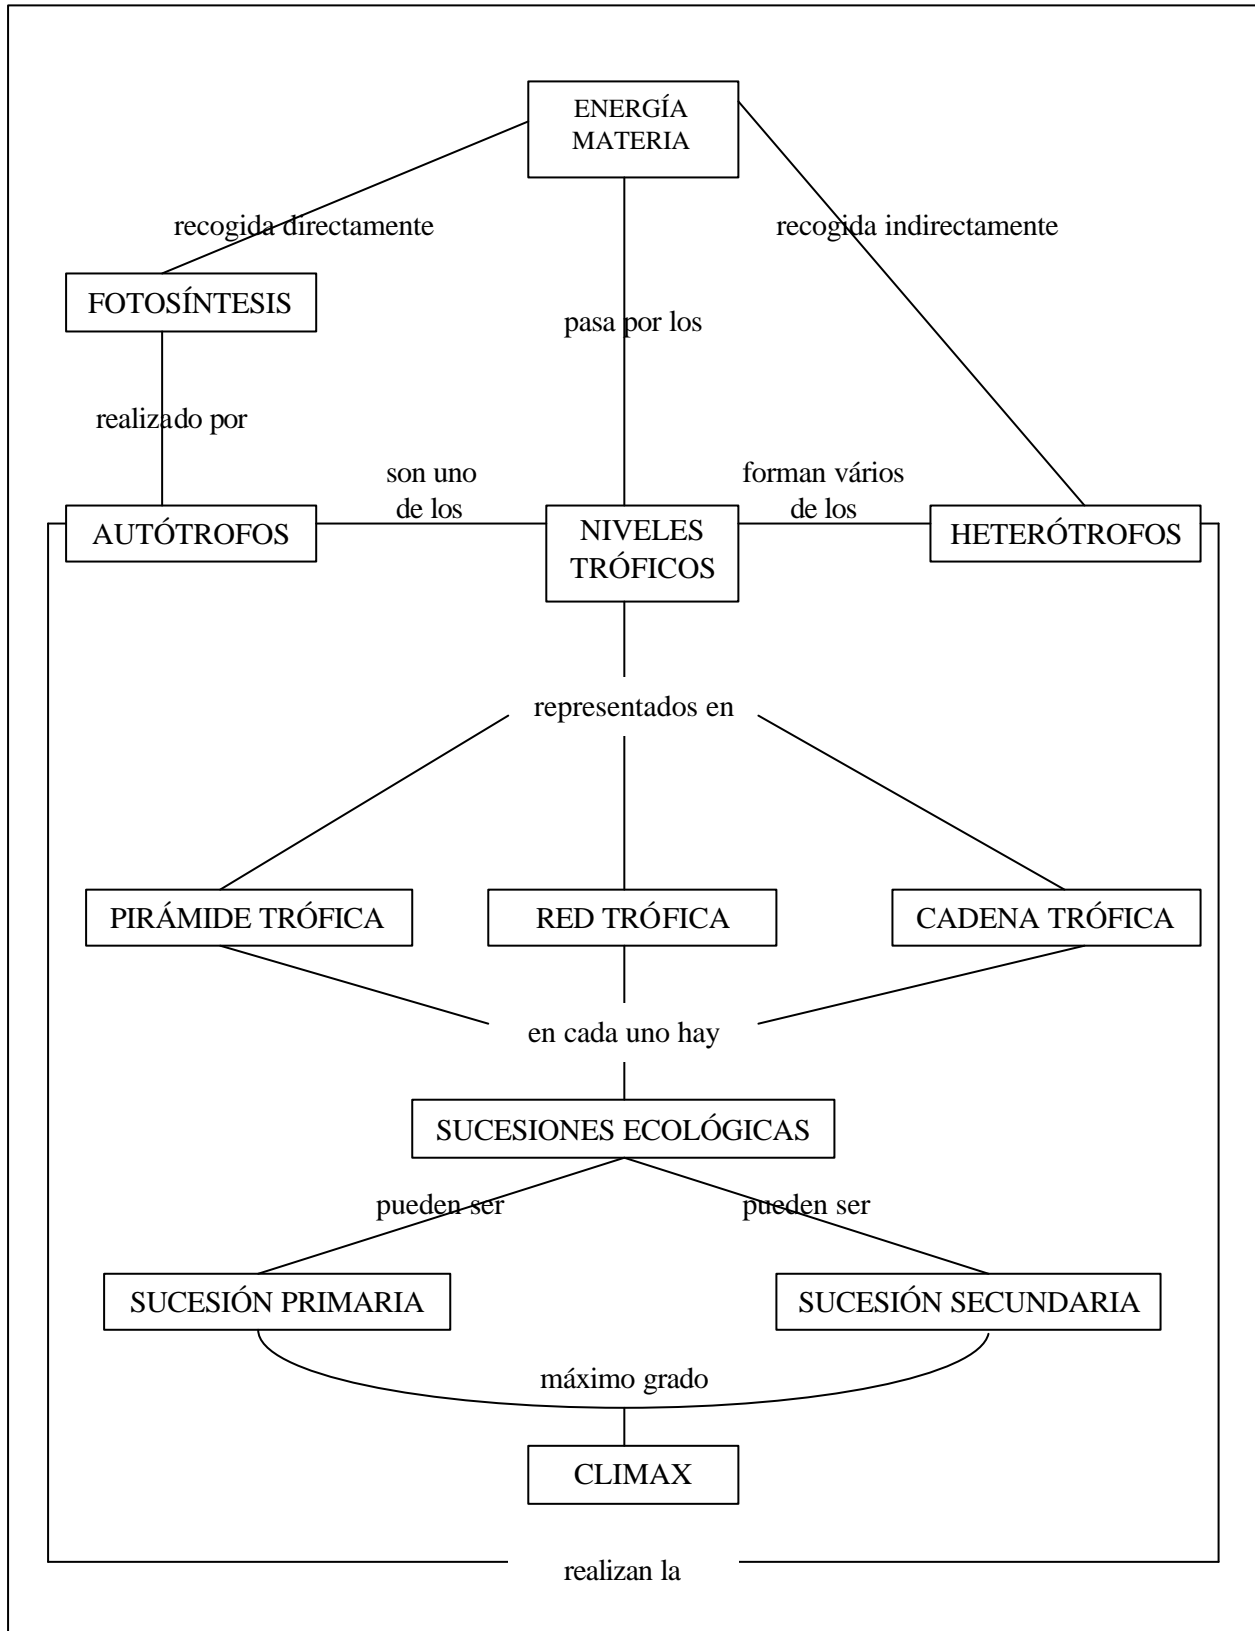 ENERGÍA
MATERIA
recogida directamente
recogida indirectamente
FOTOSÍNTESIS
pasa por los
realizado por
son uno
de los
forman vários
de los
AUTÓTROFOS
NIVELES
TRÓFICOS
HETERÓTROFOS
representados en
PIRÁMIDE TRÓFICA
RED TRÓFICA
CADENA TRÓFICA
en cada uno hay
SUCESIONES ECOLÓGICAS
pueden ser
pueden ser
SUCESIÓN PRIMARIA
SUCESIÓN SECUNDARIA
máximo grado
CLIMAX
realizan la